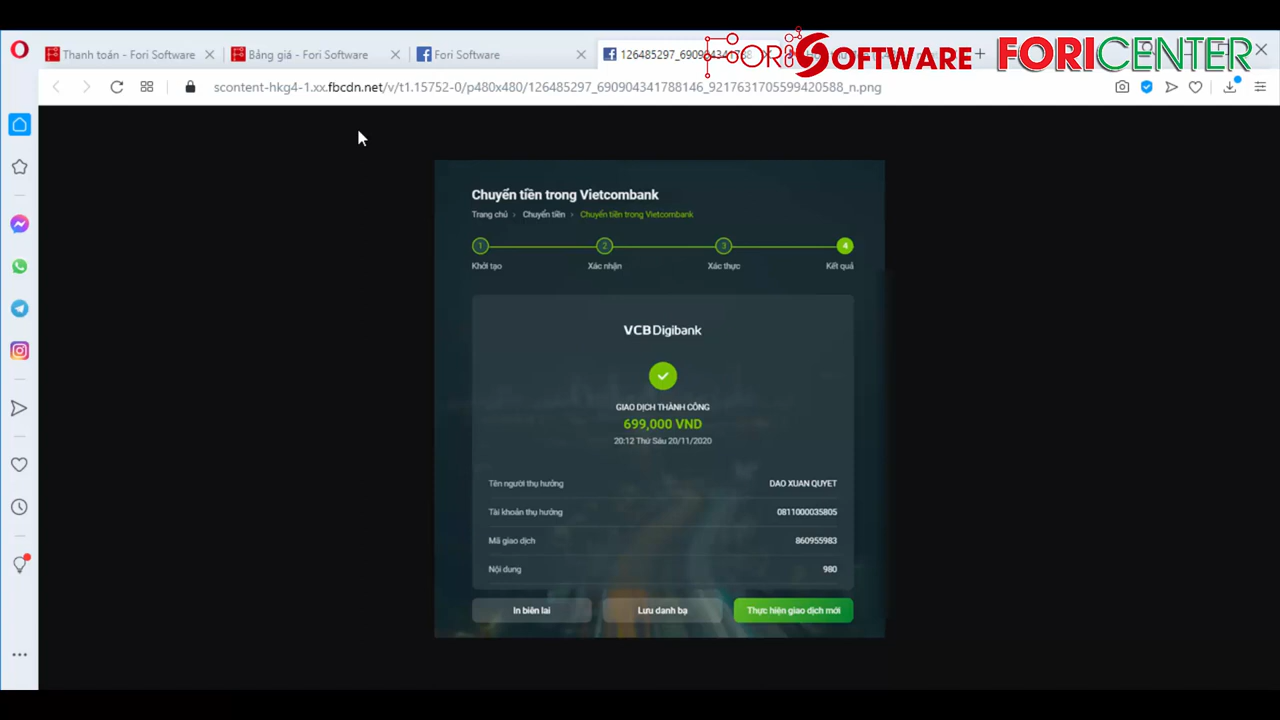 Thanh toán - Fori Software
Bảng giá - Fori Software
Fori Software
FORI SOFTWARE
FORICENTER
scontent-hkg4-1.xx.fbcdn.net/v/t1.15752-0/p480x480/126485297_690904341788146_9217631705599420588_n.png
Chuyển tiền trong Vietcombank
Trang chủ › Chuyển tiền › Chuyển tiền trong Vietcombank
1 2 3 4
Khởi tạo Xác nhận Xác thực Kết quả
VCB Digibank
GIAO DỊCH THÀNH CÔNG
699,000 VND
20:12 Thứ Sáu 20/11/2020
Tên người thụ hưởng DAO XUAN QUYET
Tài khoản thụ hưởng 0811000035805
Mã giao dịch 860955983
Nội dung 980
In biên lai Lưu danh bạ Thực hiện giao dịch mới